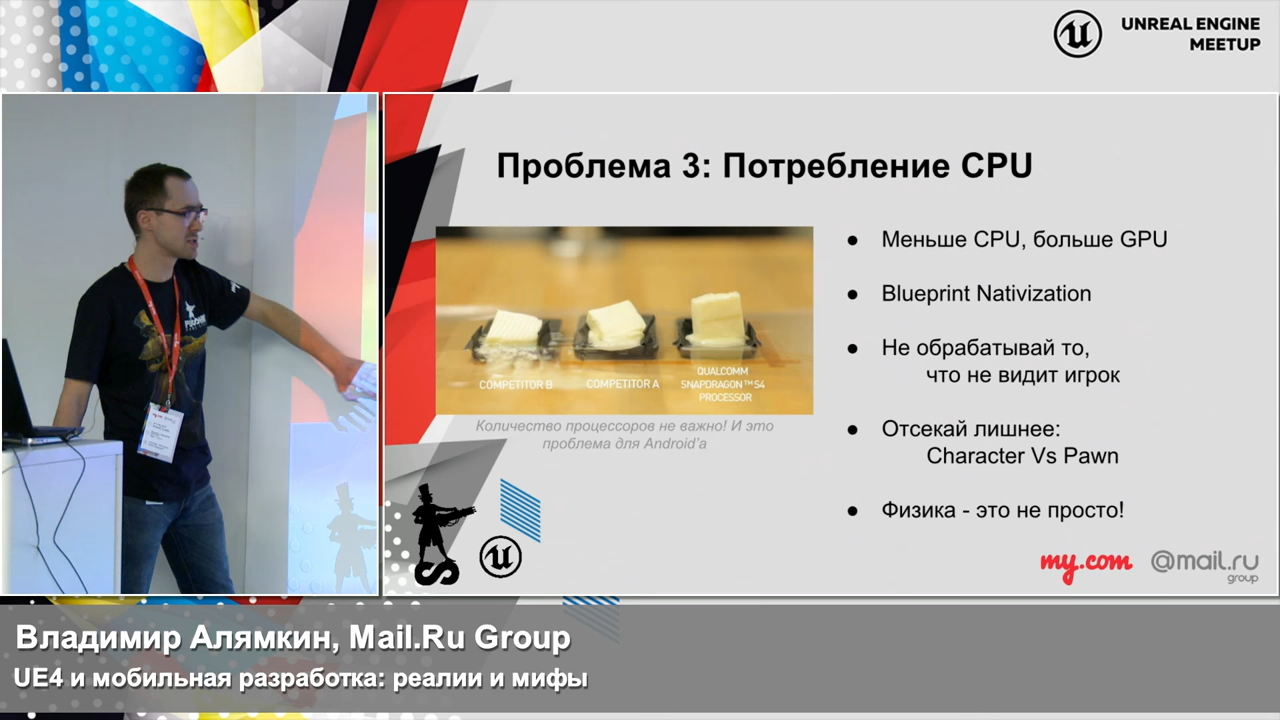 UNREAL ENGINE
MEETUP
Проблема 3: Потребление CPU
COMPETITOR B
COMPETITOR A
QUALCOMM
SNAPDRAGON™ S4
PROCESSOR
Количество процессоров не важно! И это
проблема для Android’а
● Меньше CPU, больше GPU
● Blueprint Nativization
● Не обрабатывай то,
что не видит игрок
● Отсекай лишнее:
Character Vs Pawn
● Физика - это не просто!
my.com
@mail.ru
group
Владимир Алямкин, Mail.Ru Group
UE4 и мобильная разработка: реалии и мифы